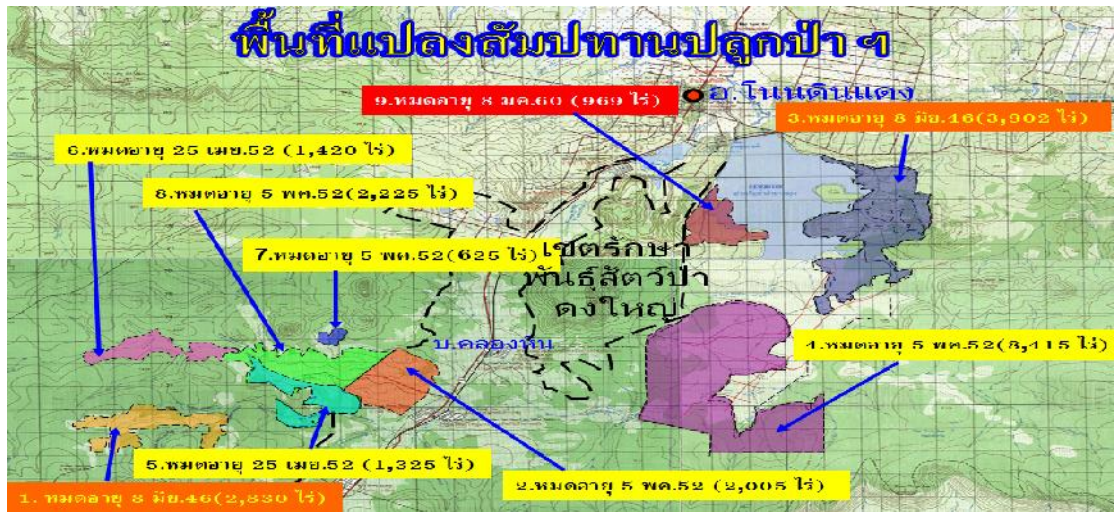 พื้นที่แปลงสัมปทานปลูกป่า ฯ
9.หมดอายุ 8 มค.60 (969 ไร่)
อ.โนนดินแดง
3.หมดอายุ 8 มิย.16(3,902 ไร่)
6.หมดอายุ 25 เมย.52 (1,420 ไร่)
8.หมดอายุ 5 พค.52(2,225 ไร่)
7.หมดอายุ 5 พค.52(625 ไร่)
เขตรักษา
พันธุ์สัตว์ป่า
ดงใหญ่
บ.คลองหิน
4.หมดอายุ 5 พค.52(8,415 ไร่)
5.หมดอายุ 25 เมย.52 (1,325 ไร่)
2.หมดอายุ 5 พค.52 (2,005 ไร่)
1. หมดอายุ 8 มิย.46(2,830 ไร่)